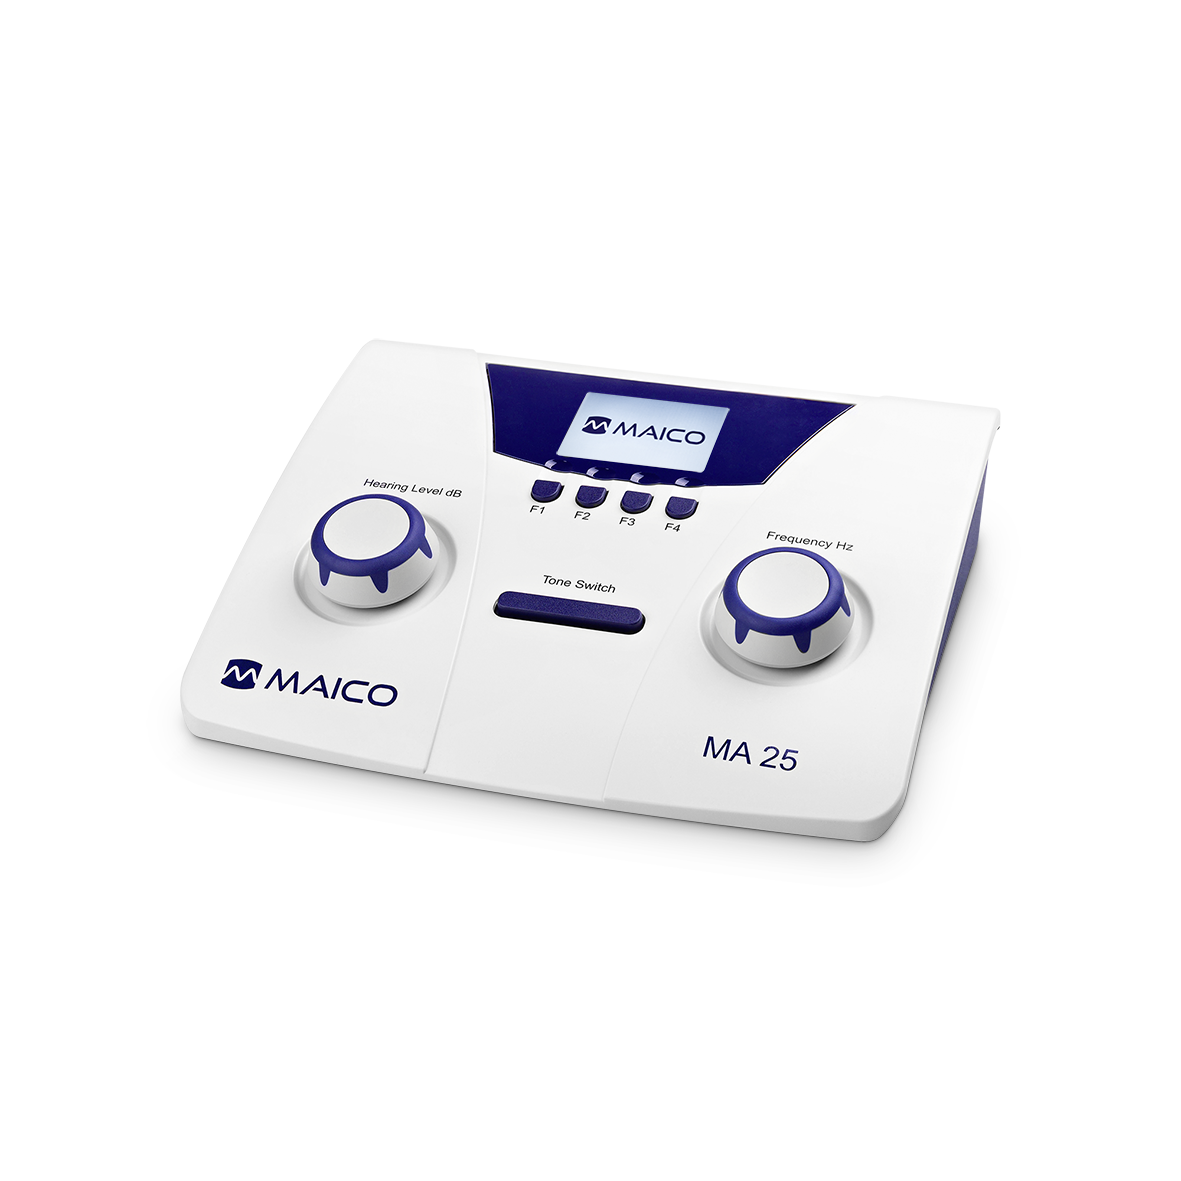 MAICO
Hearing Level dB
F1 F2 F3 F4
Frequency Hz
Tone Switch
MAICO
MA 25